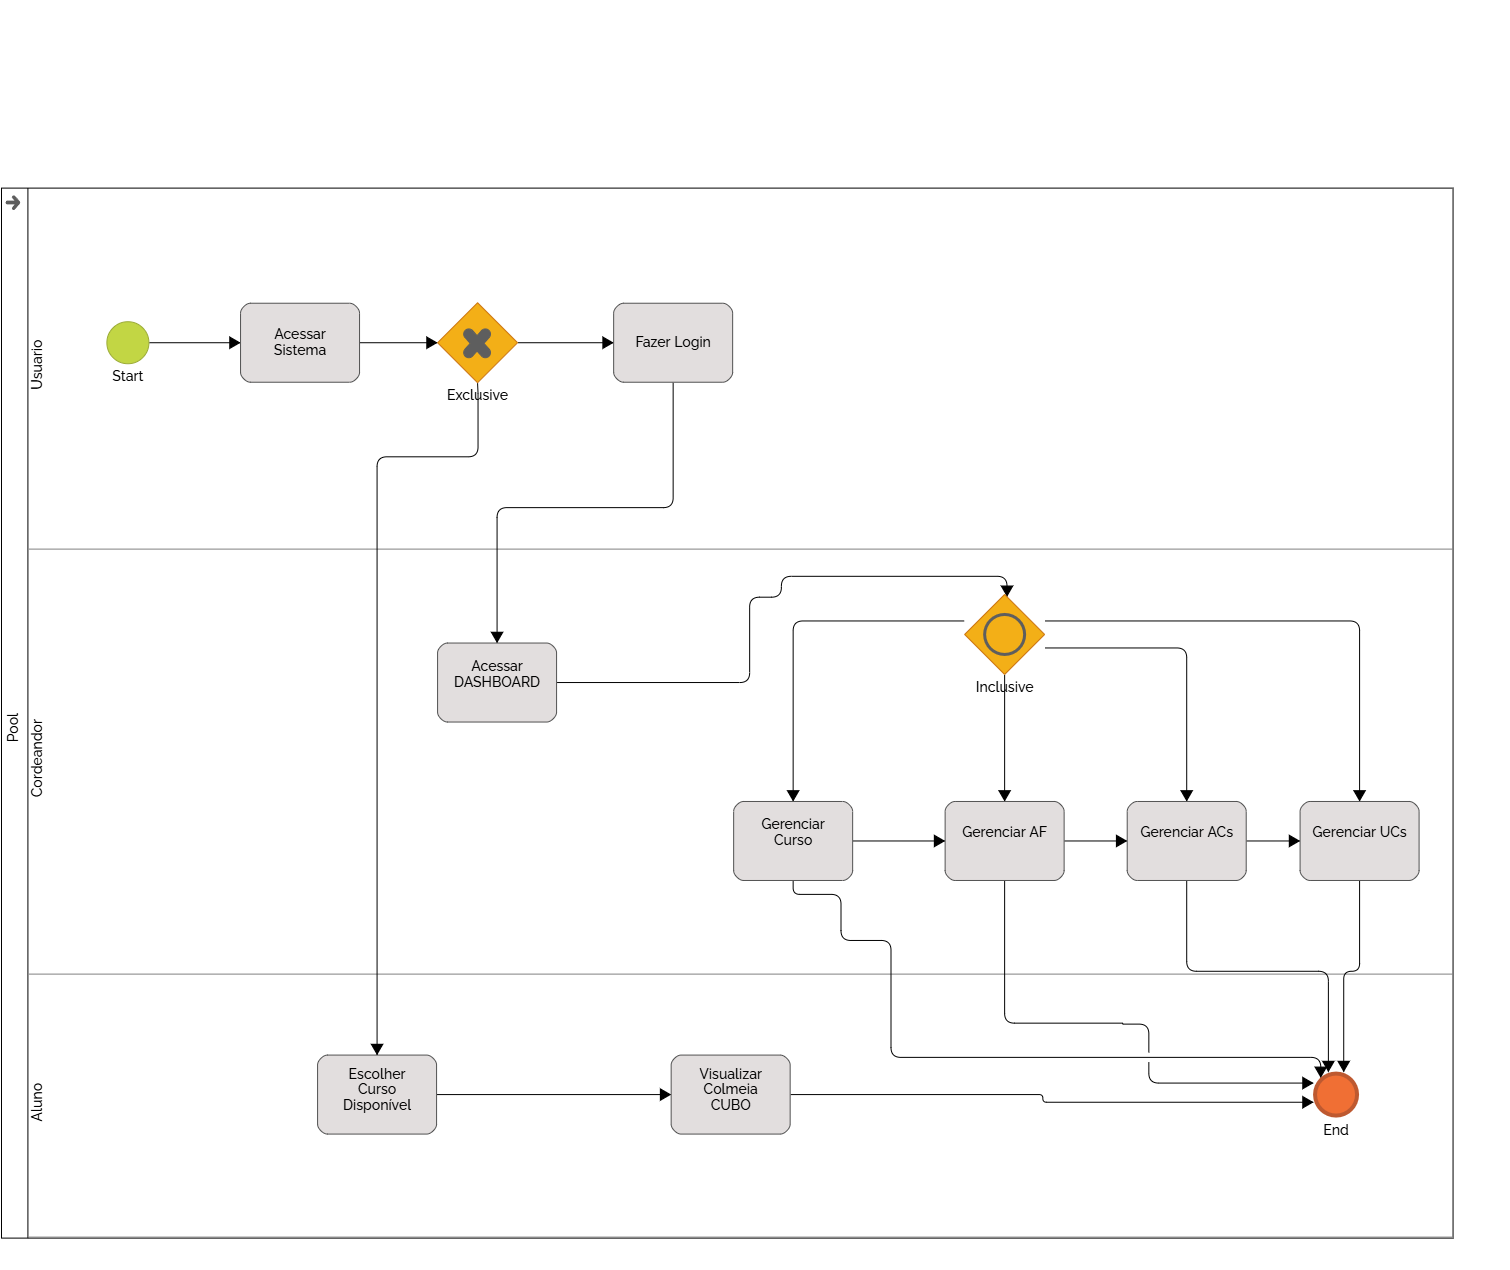 Pool
Usuario
Start
Acessar
Sistema
Exclusive
Fazer Login
Cordeandor
Acessar
DASHBOARD
Inclusive
Gerenciar
Curso
Gerenciar AF
Gerenciar ACs
Gerenciar UCs
Aluno
Escolher
Curso
Disponível
Visualizar
Colmeia
CUBO
End